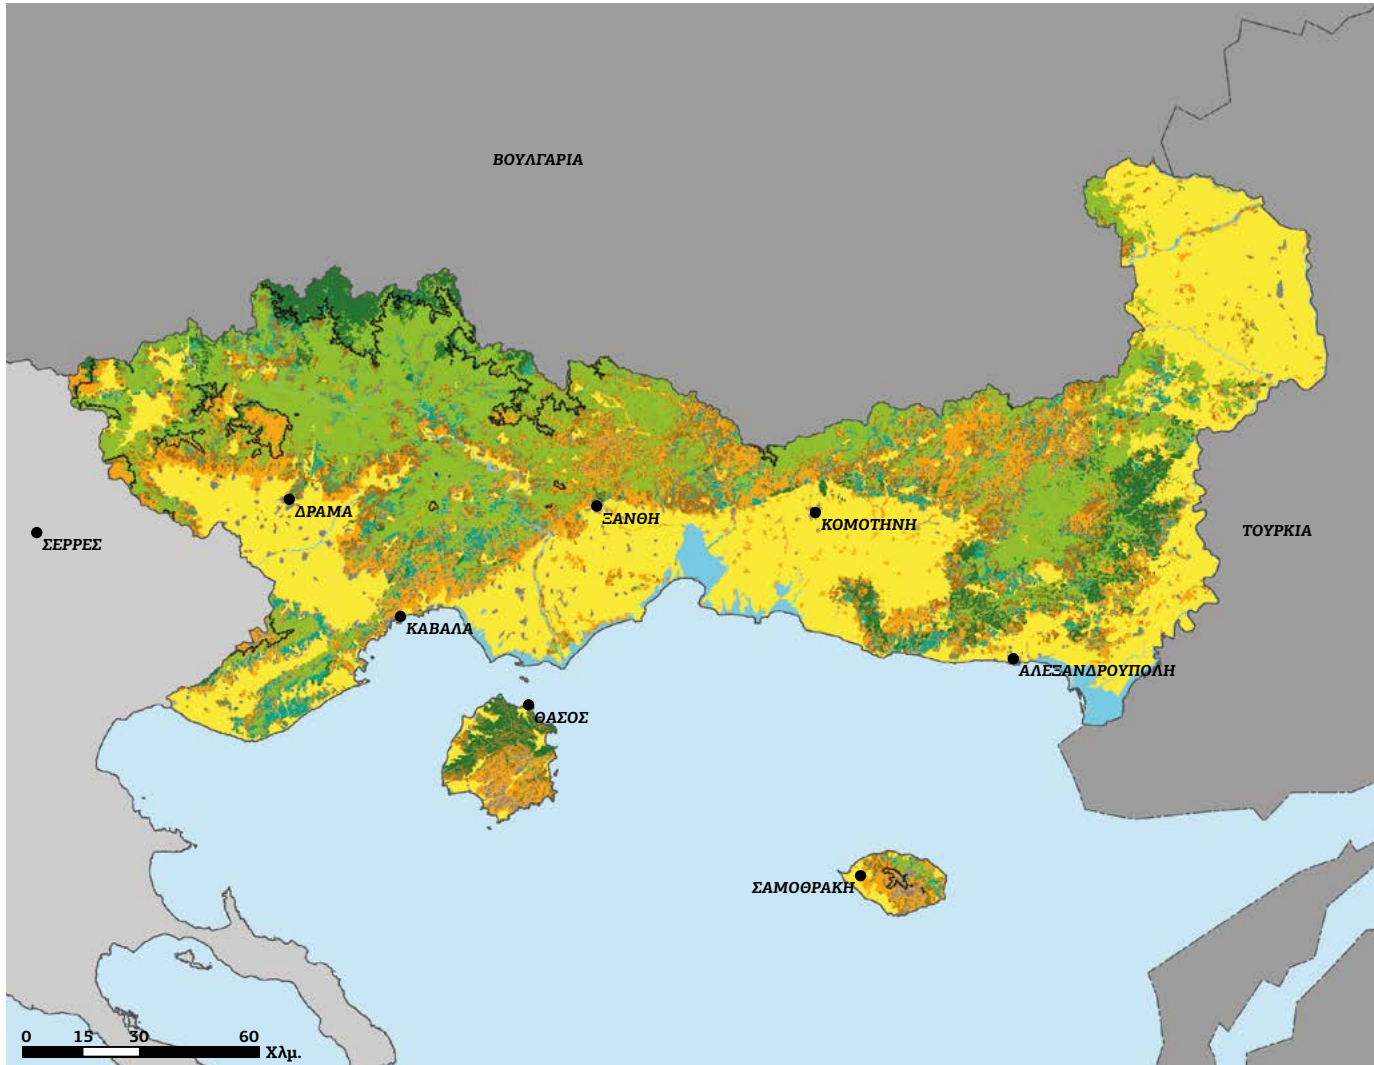 ΒΟΥΛΓΑΡΙΑ
ΔΡΑΜΑ
ΞΑΝΘΗ
ΚΟΜΟΤΗΝΗ
ΤΟΥΡΚΙΑ
ΣΕΡΡΕΣ
ΚΑΒΑΛΑ
ΑΛΕΞΑΝΔΡΟΥΠΟΛΗ
ΘΑΣΟΣ
ΣΑΜΟΘΡΑΚΗ
0 15 30 60 Χλμ.